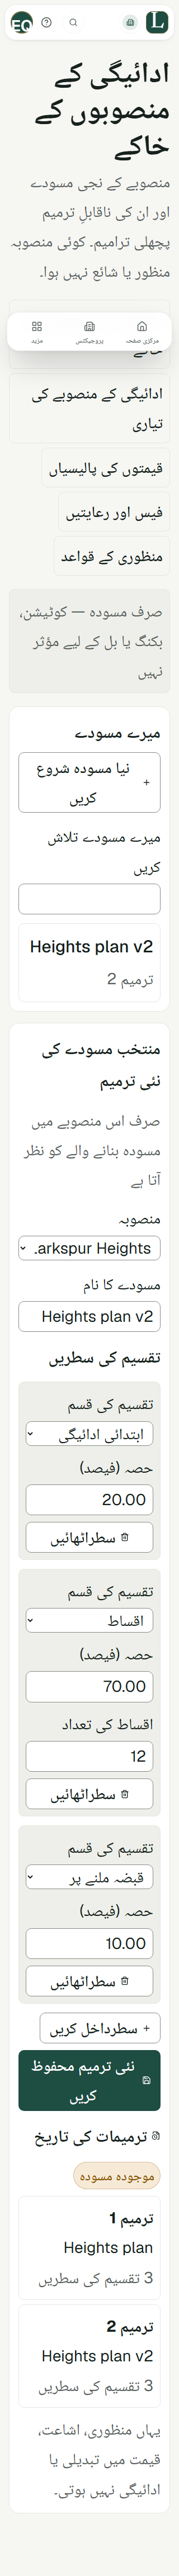 EQ
L
ادائیگی کے
منصوبوں کے
خاکے
منصوبے کے نجی مسودے
اور ان کی ناقابلِ ترمیم
پچھلی ترامیم۔ کوئی منصوبہ
منظور یا شائع نہیں ہوا۔
مرکزی صفحہ
پروجیکٹس
مزید
ادائیگی کے منصوبے کی
تیاری
قیمتوں کی پالیسیاں
فیس اور رعایتیں
منظوری کے قواعد
صرف مسودہ — کوٹیشن،
بکنگ یا بل کے لیے مؤثر
نہیں
میرے مسودے
+ نیا مسودہ شروع
کریں
میرے مسودے تلاش
کریں
Heights plan v2
ترمیم 2
منتخب مسودے کی
نئی ترمیم
صرف اس منصوبے میں
مسودہ بنانے والے کو نظر
آتا ہے
منصوبہ
arkspur Heights.
مسودے کا نام
Heights plan v2
تقسیم کی سطریں
تقسیم کی قسم
ابتدائی ادائیگی
حصہ (فیصد)
20.00
سطر اٹھائیں
تقسیم کی قسم
اقساط
حصہ (فیصد)
70.00
اقساط کی تعداد
12
سطر اٹھائیں
تقسیم کی قسم
قبضہ ملنے پر
حصہ (فیصد)
10.00
سطر اٹھائیں
+ سطر داخل کریں
نئی ترمیم محفوظ
کریں
ترمیمات کی تاریخ
موجودہ مسودہ
ترمیم 1
Heights plan
3 تقسیم کی سطریں
ترمیم 2
Heights plan v2
3 تقسیم کی سطریں
یہاں منظوری، اشاعت،
قیمت میں تبدیلی یا
ادائیگی نہیں ہوتی۔